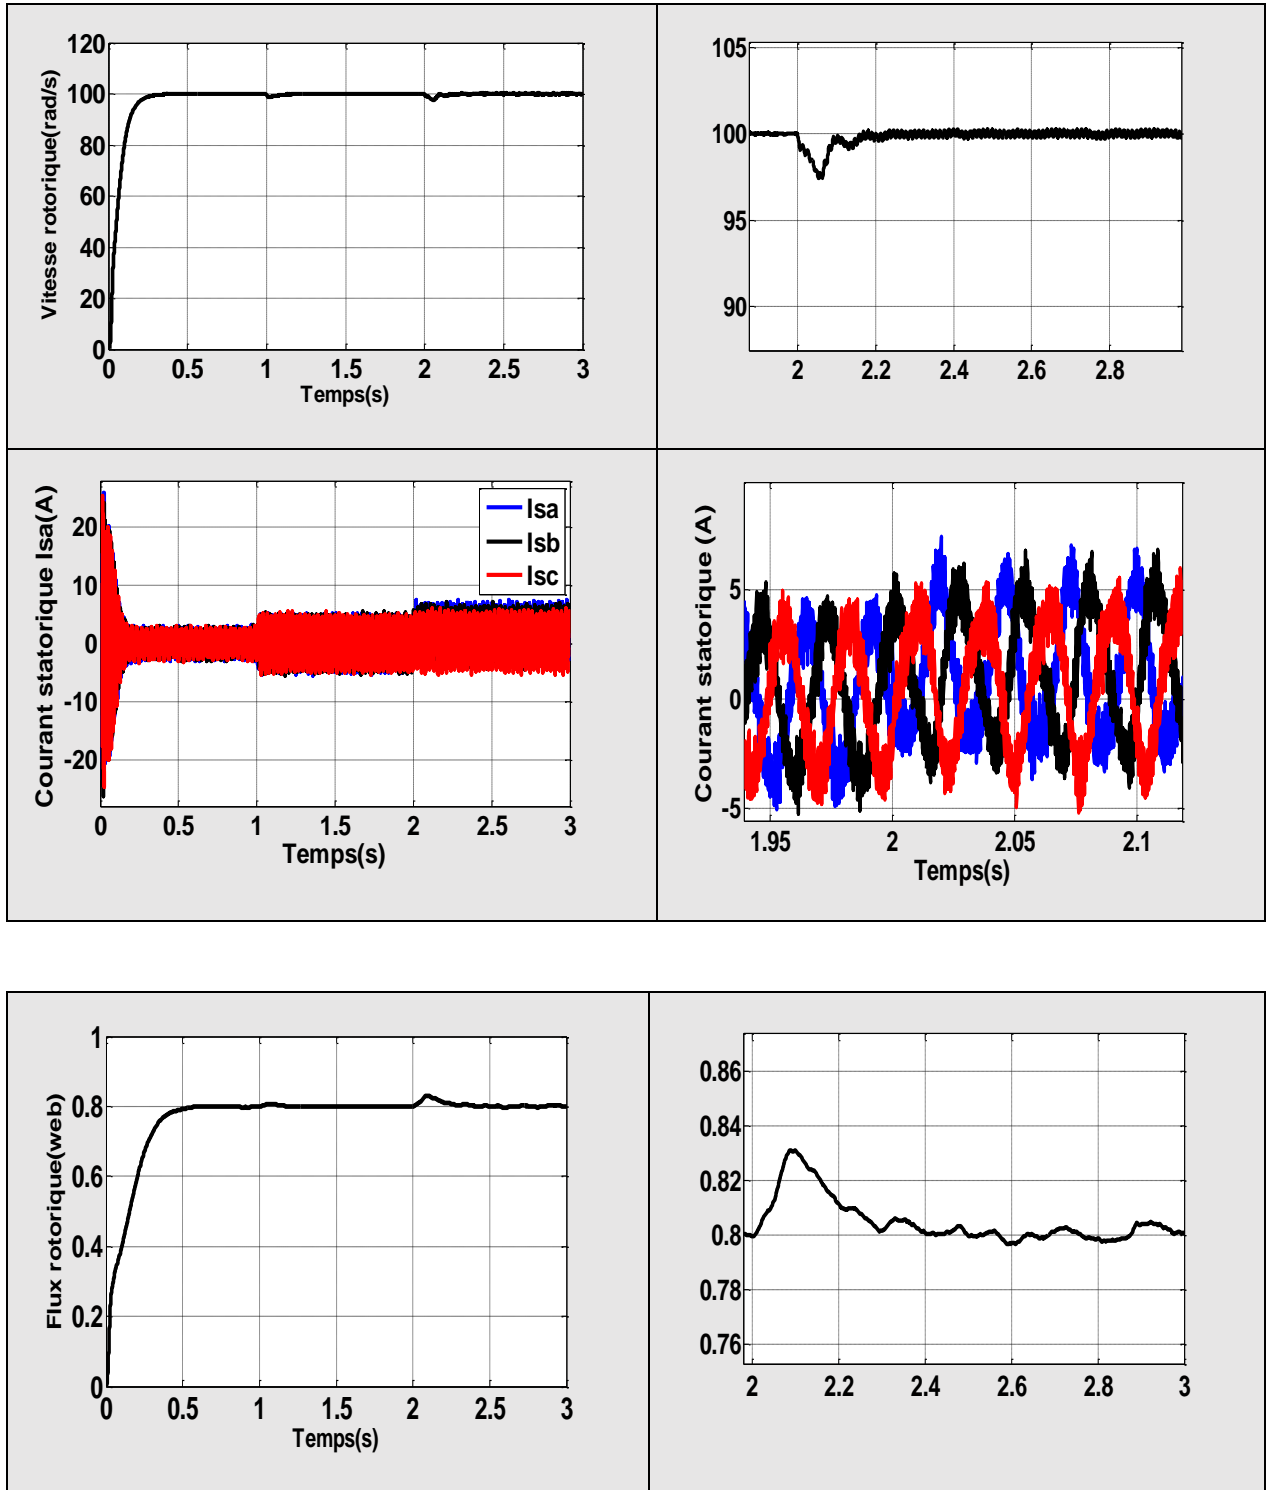 120
100
80
60
40
20
0
Vitesse rotorique(rad/s)
0 0.5 1 1.5 2 2.5 3
Temps(s)
105
100
95
90
2 2.2 2.4 2.6 2.8
20
10
0
-10
-20
Courant statorique Isa(A)
Isa
Isb
Isc
0 0.5 1 1.5 2 2.5 3
Temps(s)
5
0
-5
Courant statorique (A)
1.95 2 2.05 2.1
Temps(s)
1
0.8
0.6
0.4
0.2
0
Flux rotorique(web)
0 0.5 1 1.5 2 2.5 3
Temps(s)
0.86
0.84
0.82
0.8
0.78
0.76
2 2.2 2.4 2.6 2.8 3